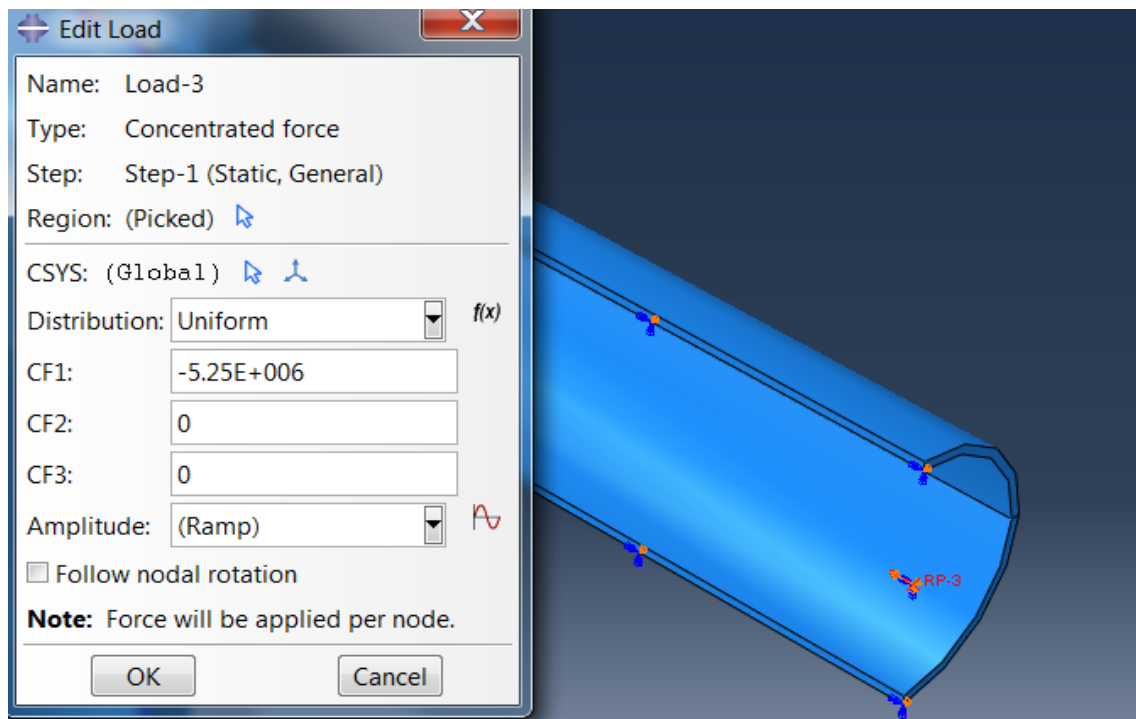 Edit Load
Name: Load-3
Type: Concentrated force
Step: Step-1 (Static, General)
Region: (Picked)
CSYS: (Global)
Distribution: Uniform f(x)
CF1: -5.25E+006
CF2: 0
CF3: 0
Amplitude: (Ramp)
Follow nodal rotation
Note: Force will be applied per node.
OK Cancel
RP-3